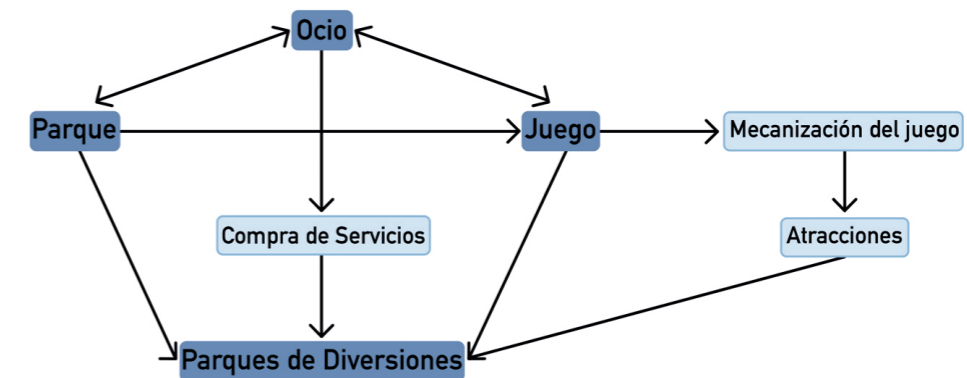 Ocio
Parque
Juego
Mecanización del juego
Compra de Servicios
Atracciones
Parques de Diversiones